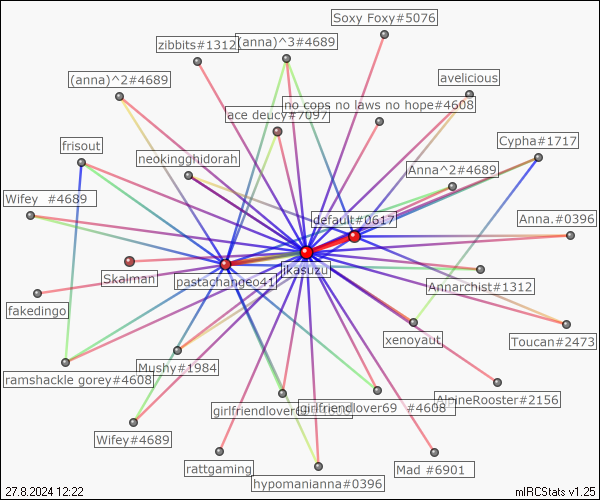 Soxy Foxy#5076
zibbits#1312
(anna)^3#4689
(anna)^2#4689
avelicious
no cops no laws no hope#4608
ace deucy#7097
frisout
neokingghidorah
Cypha#1717
Anna^2#4689
Wifey #4689
default#0617
Anna.#0396
jkasuzu
Skalman
pastachangeo41
Annarchist#1312
fakedingo
xenoyaut
Toucan#2473
Mushy#1984
ramshackle gorey#4608
AlpineRooster#2156
girlfriendlover69 #4608
Wifey#4689
rattgaming
Mad #6901
hypomanianna#0396
27.8.2024 12:22
mIRCStats v1.25